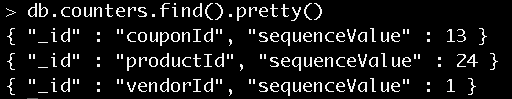 > db.counters.find().pretty()
{ "_id" : "couponId", "sequenceValue" : 13 }
{ "_id" : "productId", "sequenceValue" : 24 }
{ "_id" : "vendorId", "sequenceValue" : 1 }